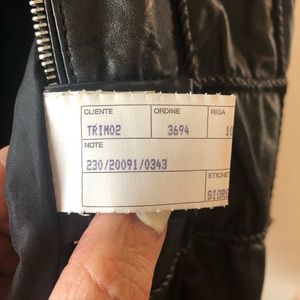 CLIENTE ORDINE RIGA
TRIM02 3694
NOTE
230/20091/0343